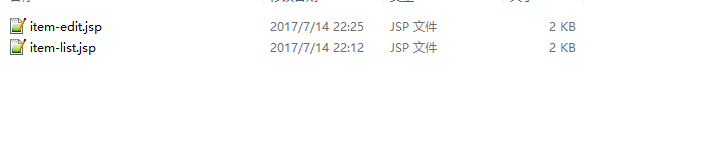 item-edit.jsp 2017/7/14 22:25 JSP 文件 2 KB
item-list.jsp 2017/7/14 22:12 JSP 文件 2 KB